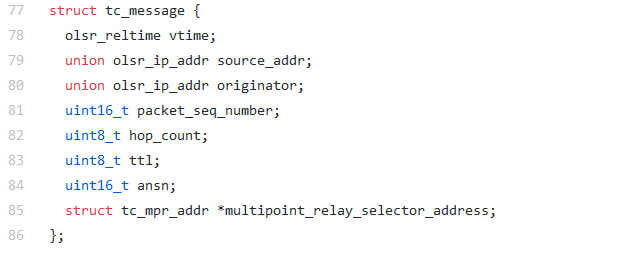 77 struct tc_message {
78   olsr_reltime vtime;
79   union olsr_ip_addr source_addr;
80   union olsr_ip_addr originator;
81   uint16_t packet_seq_number;
82   uint8_t hop_count;
83   uint8_t ttl;
84   uint16_t ansn;
85   struct tc_mpr_addr *multipoint_relay_selector_address;
86 };